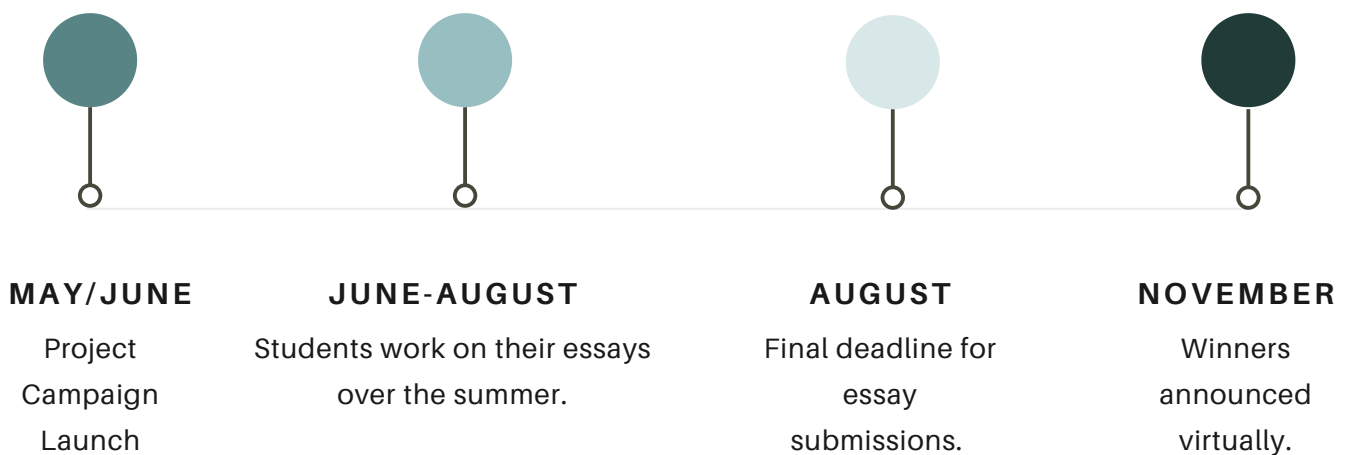 MAY/JUNE
Project
Campaign
Launch
JUNE-AUGUST
Students work on their essays
over the summer.
AUGUST
Final deadline for
essay
submissions.
NOVEMBER
Winners
announced
virtually.